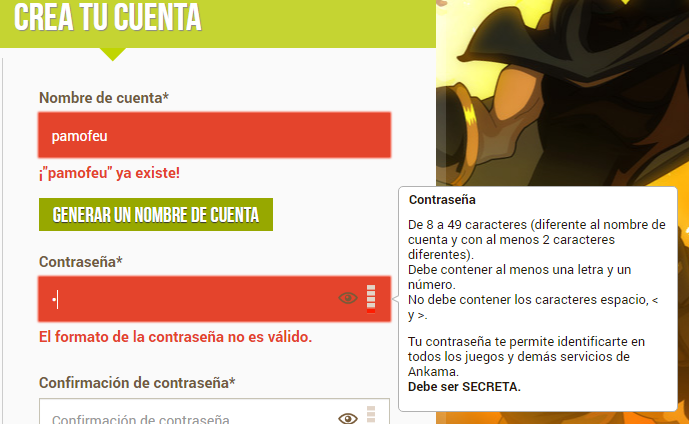 CREA TU CUENTA
Nombre de cuenta*
pamofeu
¡"pamofeu" ya existe!
GENERAR UN NOMBRE DE CUENTA
Contraseña*
•
El formato de la contraseña no es válido.
Confirmación de contraseña*
Confirmación de contraseña
Contraseña
De 8 a 49 caracteres (diferente al nombre de
cuenta y con al menos 2 caracteres
diferentes).
Debe contener al menos una letra y un
número.
No debe contener los caracteres espacio, <
y >.
Tu contraseña te permite identificarte en
todos los juegos y demás servicios de
Ankama.
Debe ser SECRETA.